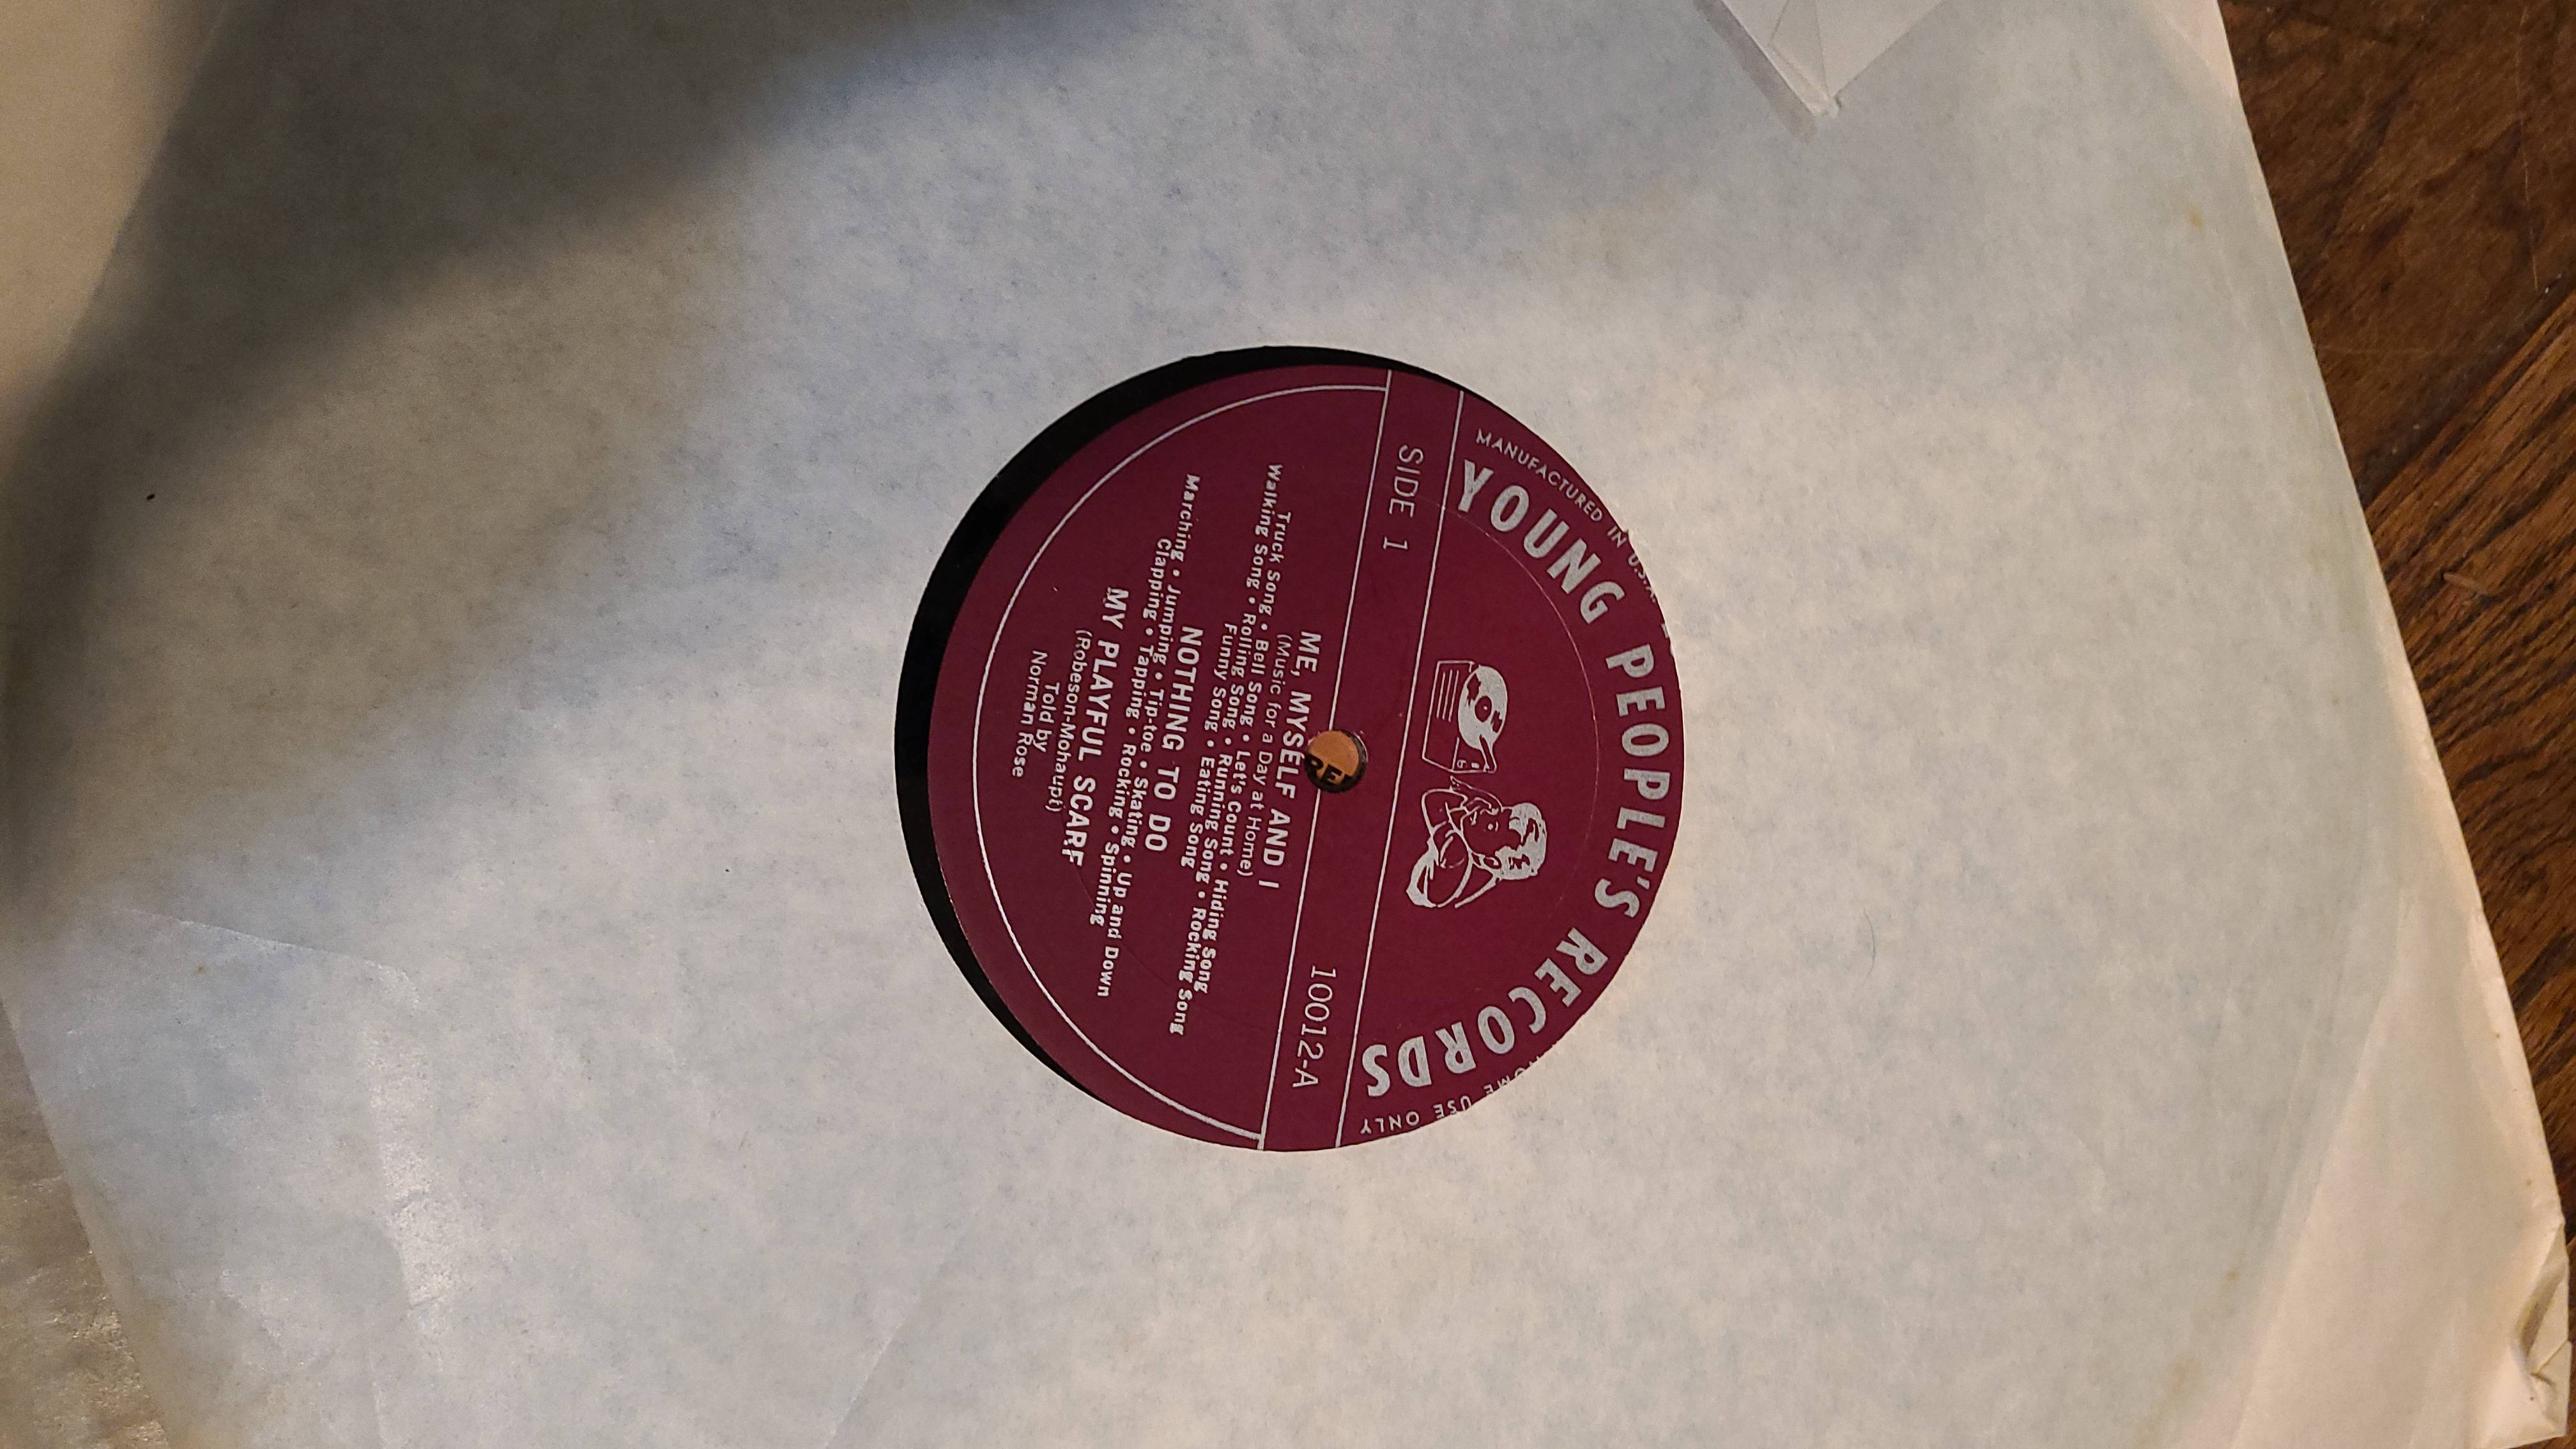 MANUFACTURED IN U.S.A.
YOUNG PEOPLE'S RECORDS
USE ONLY
SIDE 1
10012-A
ME, MYSELF AND I
(Music for a Day at Home)
Truck Song • Bell Song • Let's Count • Hiding Song
Walking Song • Rolling Song • Running Song • Rocking Song
Funny Song • Eating Song
NOTHING TO DO
Marching • Jumping • Tip-toe • Skating • Up and Down
Clapping • Tapping • Rocking • Spinning
MY PLAYFUL SCARF
(Robeson-Mohaupt)
Told by
Norman Rose